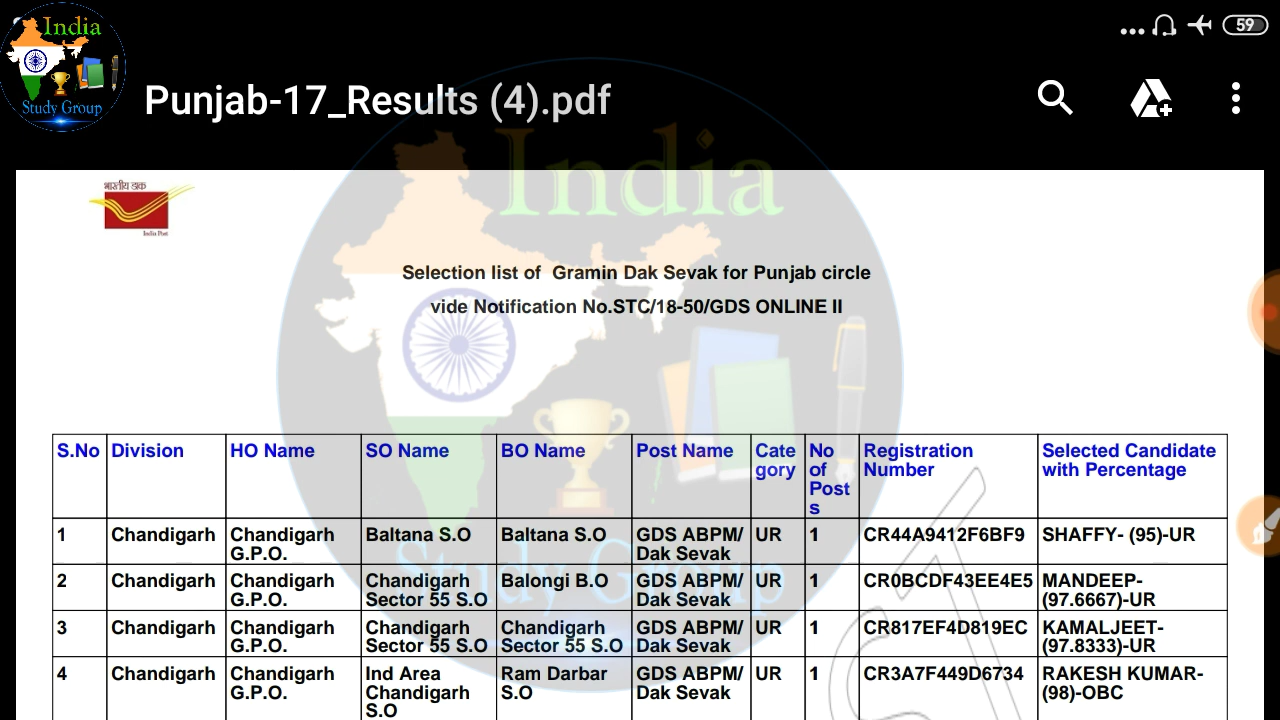 India
Study Group
59
Punjab-17_Results (4).pdf
भारतीय डाक
India Post
India
Study Group
Selection list of Gramin Dak Sevak for Punjab circle
vide Notification No.STC/18-50/GDS ONLINE II
S.No Division HO Name SO Name BO Name Post Name Cate No Registration Selected Candidate
gory of Number with Percentage
Post
s
1 Chandigarh Chandigarh Baltana S.O Baltana S.O GDS ABPM/ UR 1 CR44A9412F6BF9 SHAFFY- (95)-UR
G.P.O. Dak Sevak
2 Chandigarh Chandigarh Chandigarh Balongi B.O GDS ABPM/ UR 1 CR0BCDF43EE4E5 MANDEEP-
G.P.O. Sector 55 S.O Dak Sevak (97.6667)-UR
3 Chandigarh Chandigarh Chandigarh Chandigarh GDS ABPM/ UR 1 CR817EF4D819EC KAMALJEET-
G.P.O. Sector 55 S.O Sector 55 S.O Dak Sevak (97.8333)-UR
4 Chandigarh Chandigarh Ind Area Ram Darbar GDS ABPM/ UR 1 CR3A7F449D6734 RAKESH KUMAR-
G.P.O. Chandigarh S.O Dak Sevak (98)-OBC
S.O